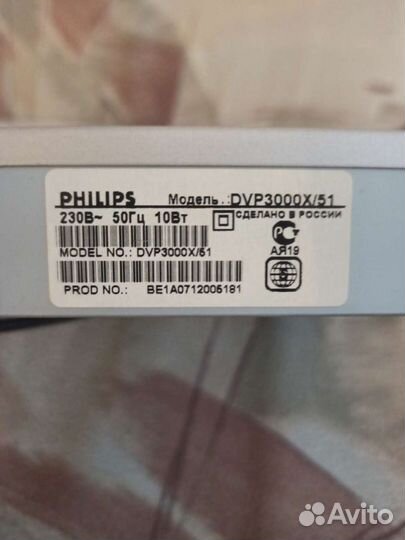 PHILIPS Модель.:DVP3000X/51
230В~ 50Гц 10Вт СДЕЛАНО В РОССИИ
MODEL NO.: DVP3000X/51
АЯ19
PROD NO.: BE1A0712005181
Avito